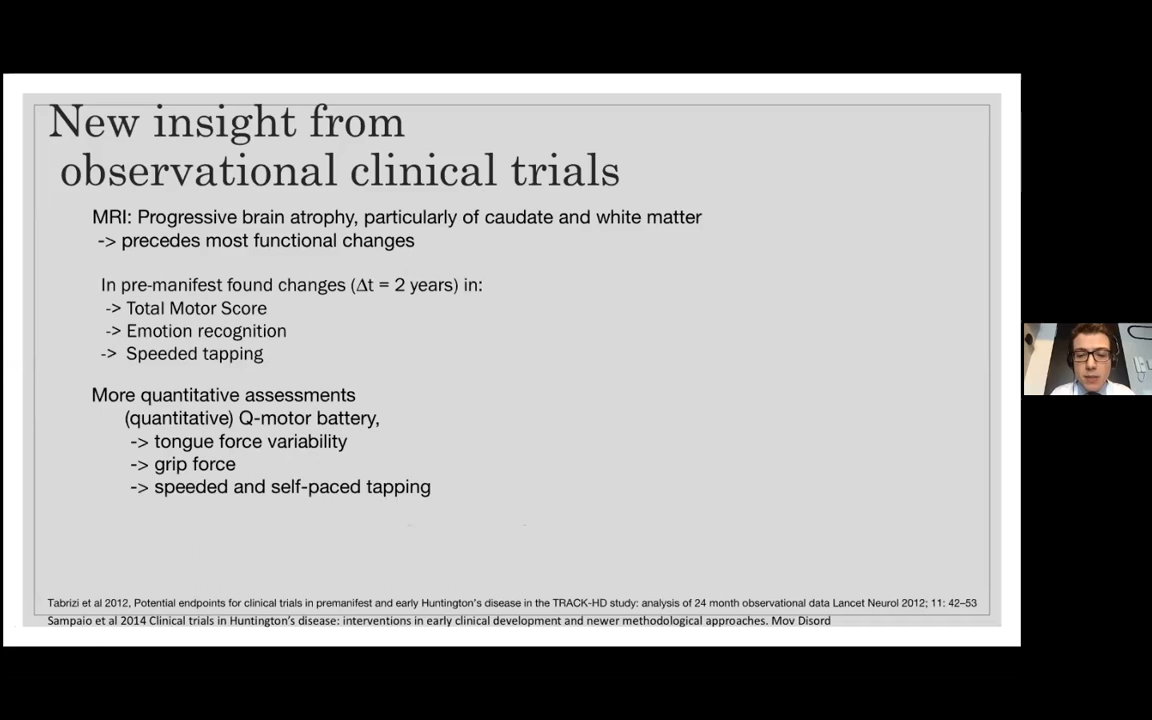 New insight from
observational clinical trials
MRI: Progressive brain atrophy, particularly of caudate and white matter
-> precedes most functional changes
In pre-manifest found changes (Δt = 2 years) in:
-> Total Motor Score
-> Emotion recognition
-> Speeded tapping
More quantitative assessments
(quantitative) Q-motor battery,
-> tongue force variability
-> grip force
-> speeded and self-paced tapping
Tabrizi et al 2012, Potential endpoints for clinical trials in premanifest and early Huntington's disease in the TRACK-HD study: analysis of 24 month observational data Lancet Neurol 2012; 11: 42–53
Sampaio et al 2014 Clinical trials in Huntington's disease: interventions in early clinical development and newer methodological approaches. Mov Disord